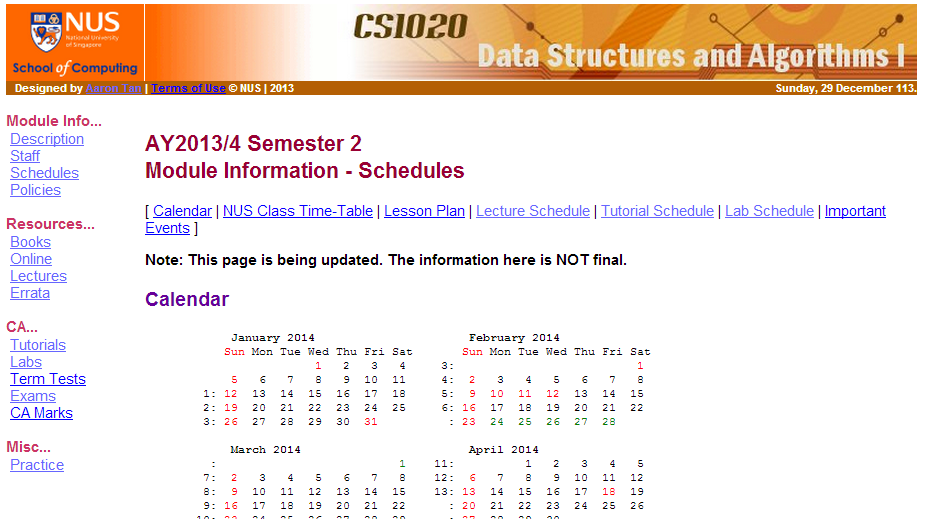 NUS
National University
of Singapore
School of Computing
CS1020
Data Structures and Algorithms I
Designed by Aaron Tan | Terms of Use © NUS | 2013
Sunday, 29 December 113.
Module Info...
Description
Staff
Schedules
Policies
Resources...
Books
Online
Lectures
Errata
CA...
Tutorials
Labs
Term Tests
Exams
CA Marks
Misc...
Practice
AY2013/4 Semester 2
Module Information - Schedules
[ Calendar | NUS Class Time-Table | Lesson Plan | Lecture Schedule | Tutorial Schedule | Lab Schedule | Important
Events ]
Note: This page is being updated. The information here is NOT final.
Calendar
January 2014 February 2014
Sun Mon Tue Wed Thu Fri Sat Sun Mon Tue Wed Thu Fri Sat
1 2 3 4 3: 1
5 6 7 8 9 10 11 4: 2 3 4 5 6 7 8
1: 12 13 14 15 16 17 18 5: 9 10 11 12 13 14 15
2: 19 20 21 22 23 24 25 6: 16 17 18 19 20 21 22
3: 26 27 28 29 30 31 : 23 24 25 26 27 28
March 2014 April 2014
: 1 11: 1 2 3 4 5
7: 2 3 4 5 6 7 8 12: 6 7 8 9 10 11 12
8: 9 10 11 12 13 14 15 13: 13 14 15 16 17 18 19
9: 16 17 18 19 20 21 22 : 20 21 22 23 24 25 26